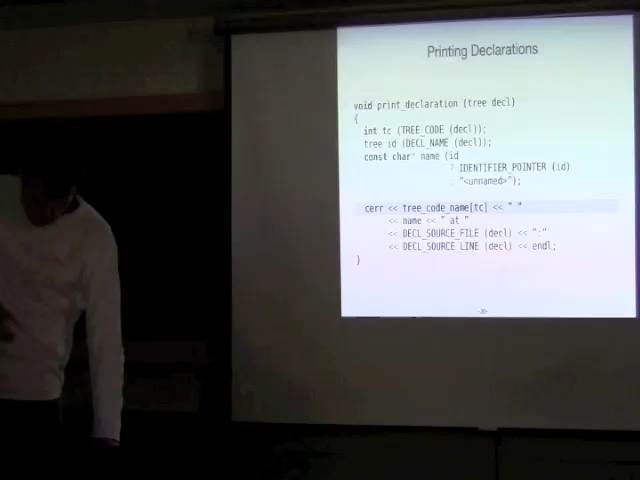 Printing Declarations
void print_declaration (tree decl)
{
int tc (TREE_CODE (decl));
tree id (DECL_NAME (decl));
const char* name (id
? IDENTIFIER_POINTER (id)
: "<unnamed>");
cerr << tree_code_name[tc] << " "
<< name << " at "
<< DECL_SOURCE_FILE (decl) << ":"
<< DECL_SOURCE_LINE (decl) << endl;
}